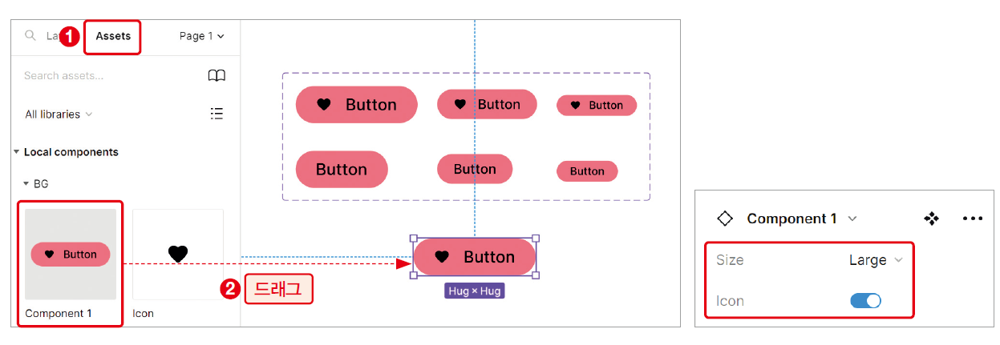 1
La
Assets
Page 1
Search assets...
All libraries
Local components
BG
Button
Component 1
Icon
Button
Button
Button
Button
Button
Button
Button
Hug × Hug
2 드래그
Component 1
Size
Large
Icon